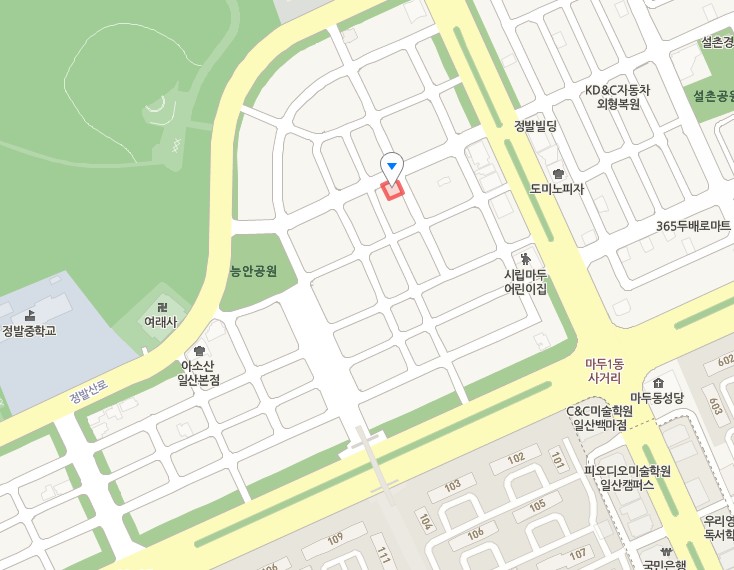 설촌경
KD&C자동차
외형복원
설촌공원
정발빌딩
도미노피자
365두배로마트
능안공원
시립마두
어린이집
여래사
정발중학교
아소산
일산본점
정발산로
마두1동
사거리
602
603
마두동성당
C&C미술학원
일산백마점
피오디오미술학원
일산캠퍼스
101
102
103
104
105
106
107
109
111
106
우리영
독서학
국민은행